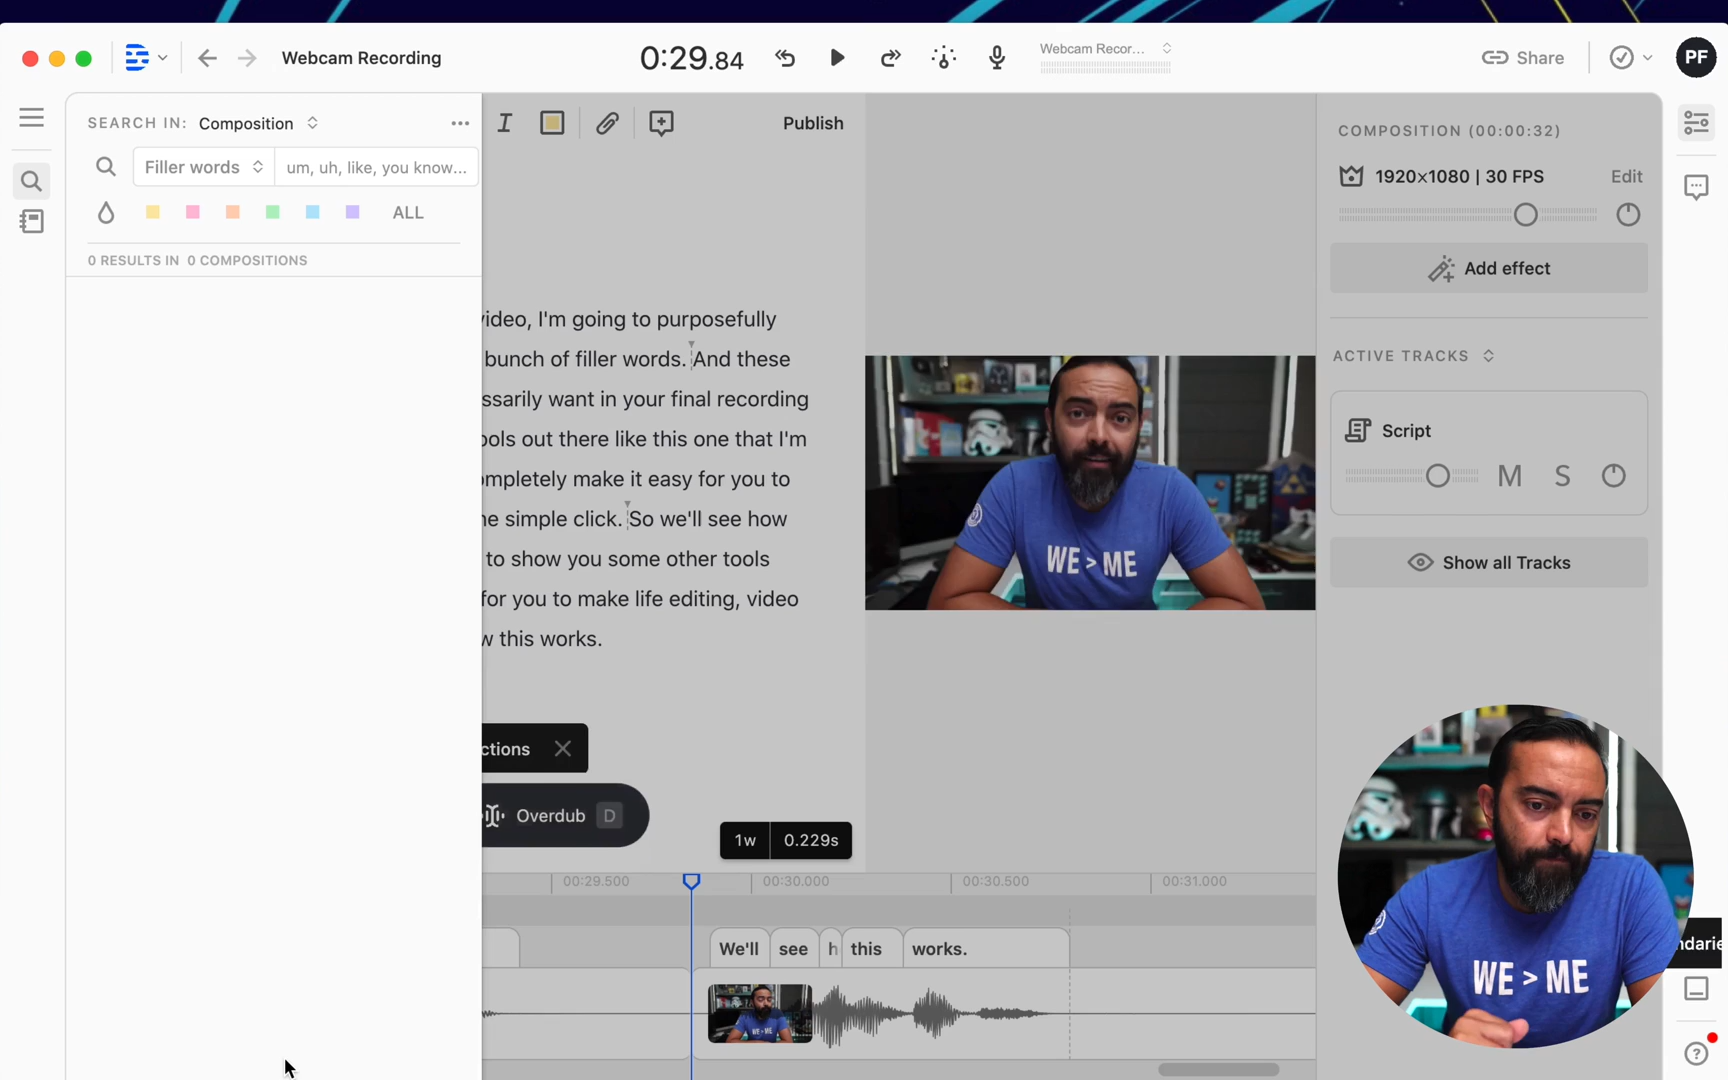 Webcam Recording
0:29.84
Webcam Recor...
Share
PF
SEARCH IN: Composition
Filler words
um, uh, like, you know...
ALL
0 RESULTS IN 0 COMPOSITIONS
Publish
video, I'm going to purposefully
bunch of filler words. And these
ssarily want in your final recording
ools out there like this one that I'm
ompletely make it easy for you to
ne simple click. So we'll see how
to show you some other tools
for you to make life editing, video
w this works.
ctions
Overdub D
1w 0.229s
COMPOSITION (00:00:32)
1920×1080 | 30 FPS
Edit
Add effect
ACTIVE TRACKS
Script
M S
Show all Tracks
WE > ME
00:29.500 00:30.000 00:30.500 00:31.000
We'll see h this works.
WE > ME
WE > ME
ndarie